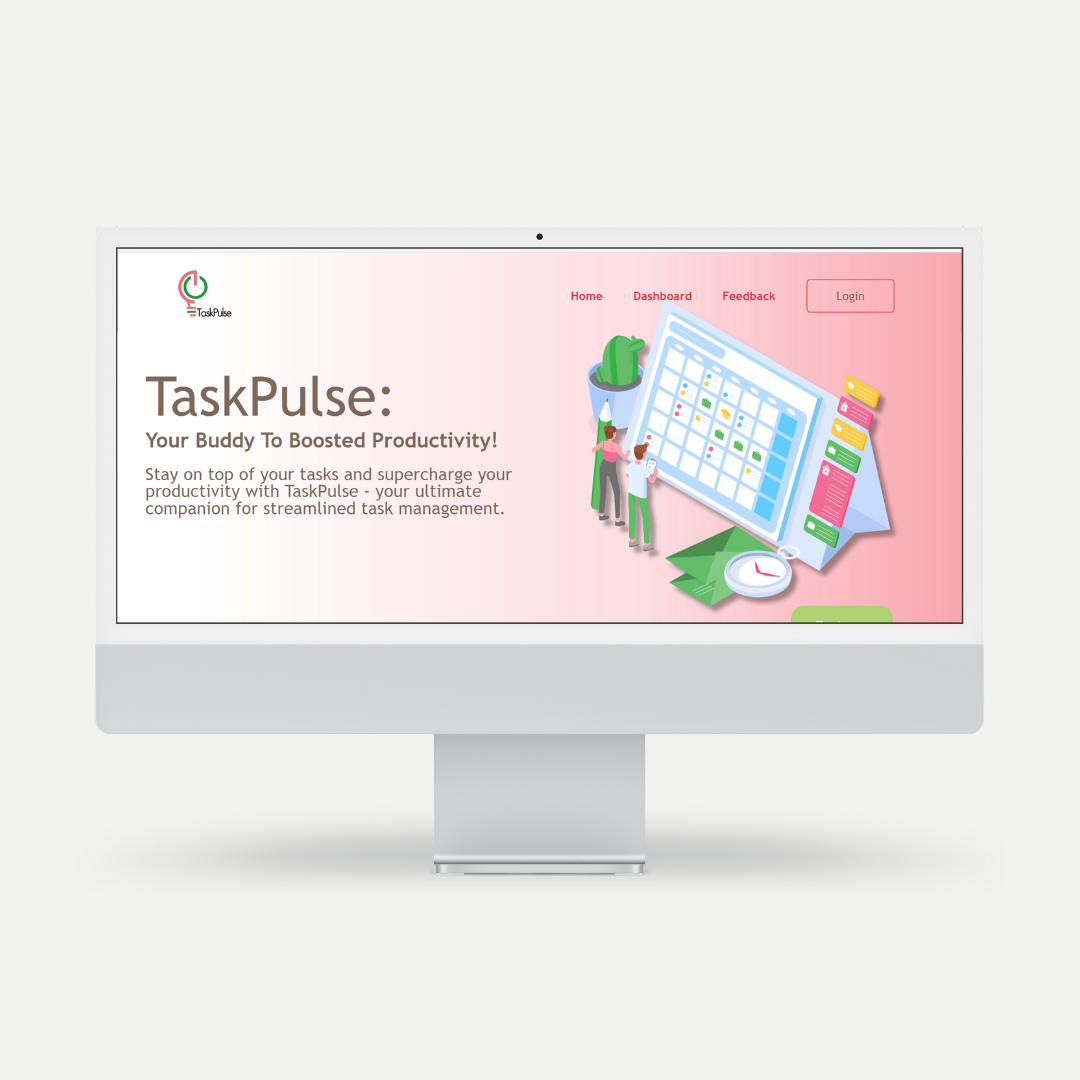 TaskPulse
Home Dashboard Feedback Login
TaskPulse:
Your Buddy To Boosted Productivity!
Stay on top of your tasks and supercharge your
productivity with TaskPulse - your ultimate
companion for streamlined task management.